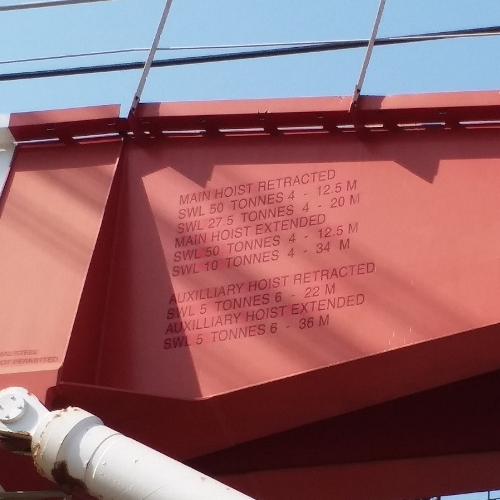 MAIN HOIST RETRACTED
SWL 50 TONNES 4 - 12.5 M
SWL 27.5 TONNES 4 - 20 M
MAIN HOIST EXTENDED
SWL 50 TONNES 4 - 12.5 M
SWL 10 TONNES 4 - 34 M
AUXILLIARY HOIST RETRACTED
SWL 5 TONNES 6 - 22 M
AUXILLIARY HOIST EXTENDED
SWL 5 TONNES 6 - 36 M
PERMITTED